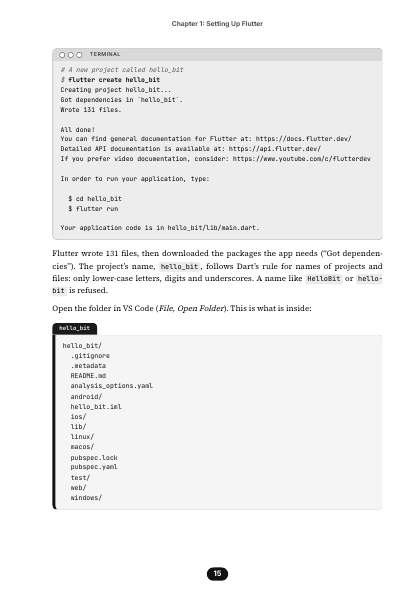 Chapter 1: Setting Up Flutter
TERMINAL
# A new project called hello_bit
$ flutter create hello_bit
Creating project hello_bit...
Got dependencies in `hello_bit`.
Wrote 131 files.
All done!
You can find general documentation for Flutter at: https://docs.flutter.dev/
Detailed API documentation is available at: https://api.flutter.dev/
If you prefer video documentation, consider: https://www.youtube.com/c/flutterdev
In order to run your application, type:
$ cd hello_bit
$ flutter run
Your application code is in hello_bit/lib/main.dart.
Flutter wrote 131 files, then downloaded the packages the app needs (“Got dependen-
cies”). The project’s name, hello_bit, follows Dart’s rule for names of projects and
files: only lower-case letters, digits and underscores. A name like HelloBit or hello-
bit is refused.
Open the folder in VS Code (File, Open Folder). This is what is inside:
hello_bit
hello_bit/
.gitignore
.metadata
README.md
analysis_options.yaml
android/
hello_bit.iml
ios/
lib/
linux/
macos/
pubspec.lock
pubspec.yaml
test/
web/
windows/
15